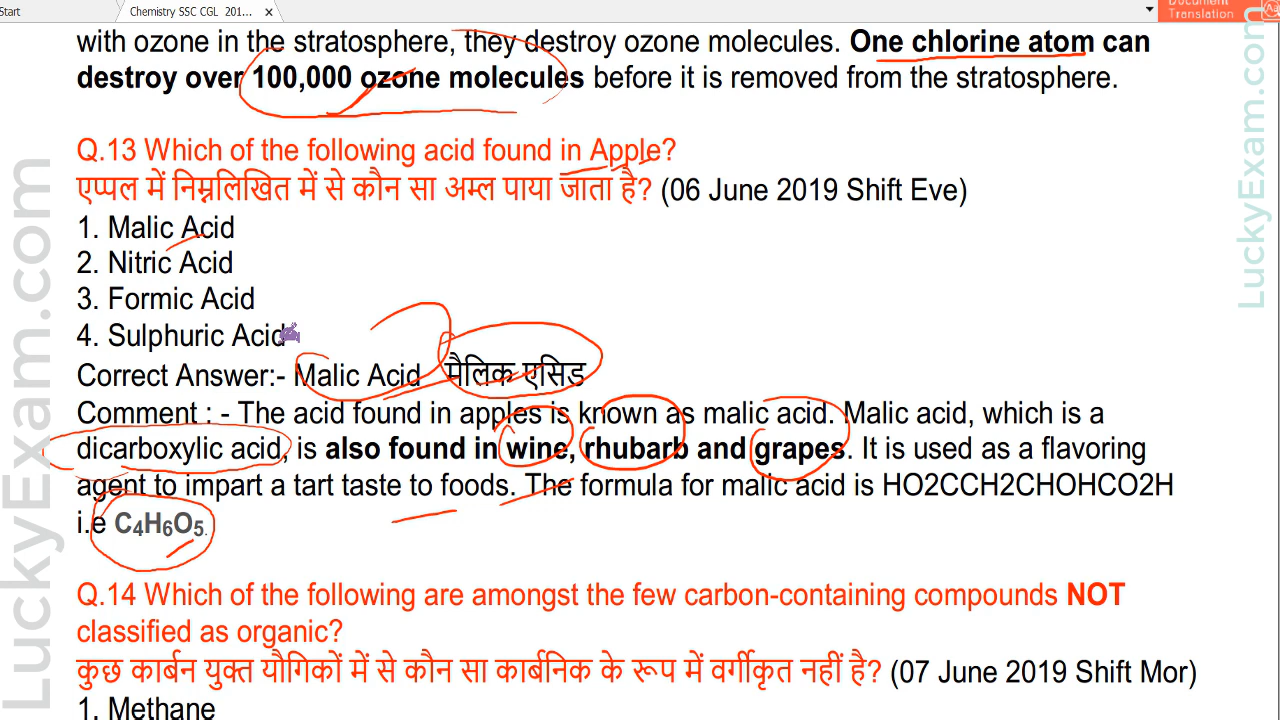 Start
Chemistry SSC CGL 201... ×
Document
Translation
with ozone in the stratosphere, they destroy ozone molecules. One chlorine atom can
destroy over 100,000 ozone molecules before it is removed from the stratosphere.
Q.13 Which of the following acid found in Apple?
एप्पल में निम्नलिखित में से कौन सा अम्ल पाया जाता है? (06 June 2019 Shift Eve)
1. Malic Acid
2. Nitric Acid
3. Formic Acid
4. Sulphuric Acid
Correct Answer:- Malic Acid मैलिक एसिड
Comment : - The acid found in apples is known as malic acid. Malic acid, which is a
dicarboxylic acid, is also found in wine, rhubarb and grapes. It is used as a flavoring
agent to impart a tart taste to foods. The formula for malic acid is HO2CCH2CHOHCO2H
i.e C₄H₆O₅.
Q.14 Which of the following are amongst the few carbon-containing compounds NOT
classified as organic?
कुछ कार्बन युक्त यौगिकों में से कौन सा कार्बनिक के रूप में वर्गीकृत नहीं है? (07 June 2019 Shift Mor)
1. Methane
LuckyExam.com
LuckyExam.com